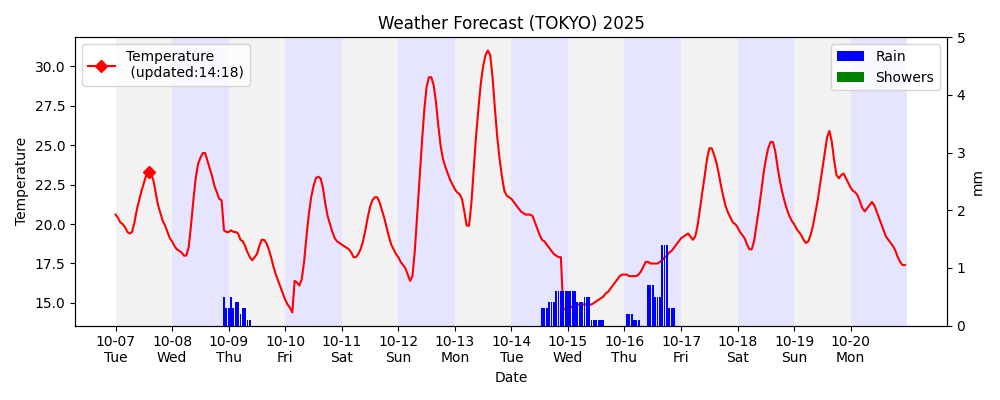 Weather Forecast (TOKYO) 2025
Temperature
(updated:14:18)
Rain
Showers
Temperature
30.0
27.5
25.0
22.5
20.0
17.5
15.0
5
4
3
2
1
0
mm
10-07 10-08 10-09 10-10 10-11 10-12 10-13 10-14 10-15 10-16 10-17 10-18 10-19 10-20
Tue Wed Thu Fri Sat Sun Mon Tue Wed Thu Fri Sat Sun Mon
Date